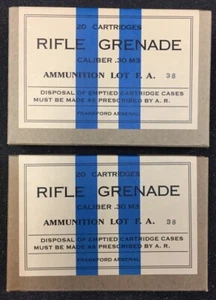 20 CARTRIDGES
RIFLE GRENADE
CALIBER .30 M3
AMMUNITION LOT F. A. 38
DISPOSAL OF EMPTIED CARTRIDGE CASES
MUST BE MADE AS PRESCRIBED BY A. R.
FRANKFORD ARSENAL
20 CARTRIDGES
RIFLE GRENADE
CALIBER .30 M3
AMMUNITION LOT F. A. 38
DISPOSAL OF EMPTIED CARTRIDGE CASES
MUST BE MADE AS PRESCRIBED BY A. R.
FRANKFORD ARSENAL